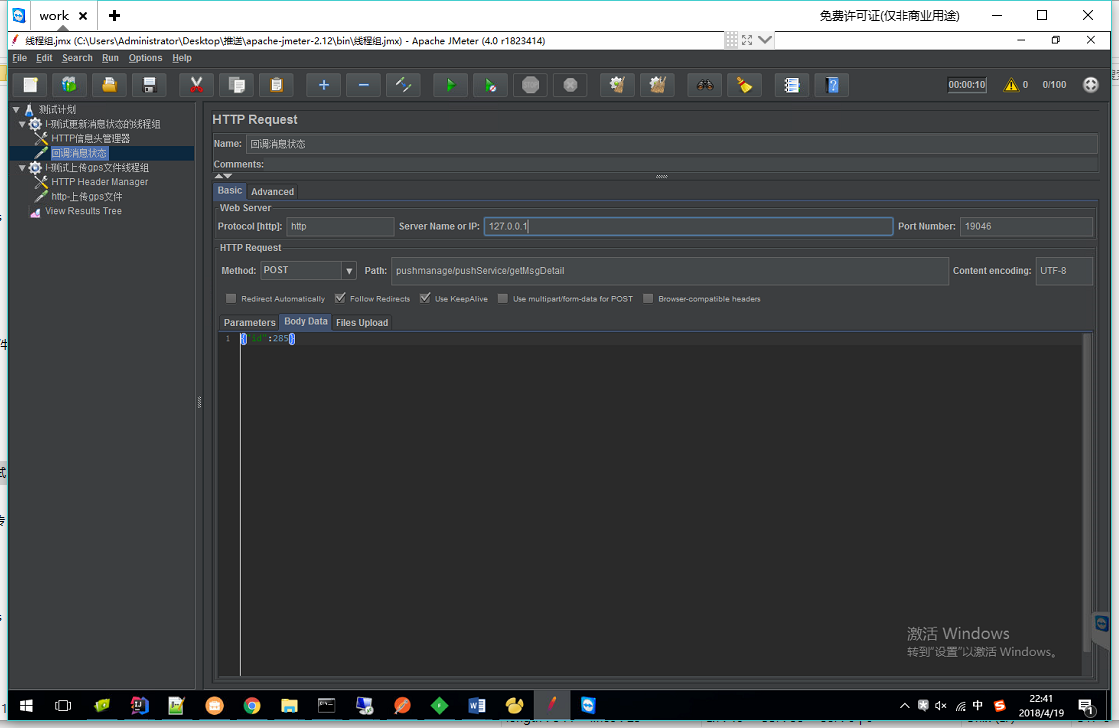 work
免费许可证(仅非商业用途)
线程组.jmx (C:\Users\Administrator\Desktop\推送\apache-jmeter-2.12\bin\线程组.jmx) - Apache JMeter (4.0 r1823414)
File Edit Search Run Options Help
00:00:10 0 0/100
测试计划
I-测试更新消息状态的线程组
HTTP信息头管理器
回调消息状态
I-测试上传gps文件线程组
HTTP Header Manager
http-上传gps文件
View Results Tree
HTTP Request
Name: 回调消息状态
Comments:
Basic Advanced
Web Server
Protocol [http]: http Server Name or IP: 127.0.0.1 Port Number: 19046
HTTP Request
Method: POST Path: pushmanage/pushService/getMsgDetail Content encoding: UTF-8
Redirect Automatically Follow Redirects Use KeepAlive Use multipart/form-data for POST Browser-compatible headers
Parameters Body Data Files Upload
1 {"id":285}
激活 Windows
转到"设置"以激活 Windows。
中 22:41
2018/4/19 1